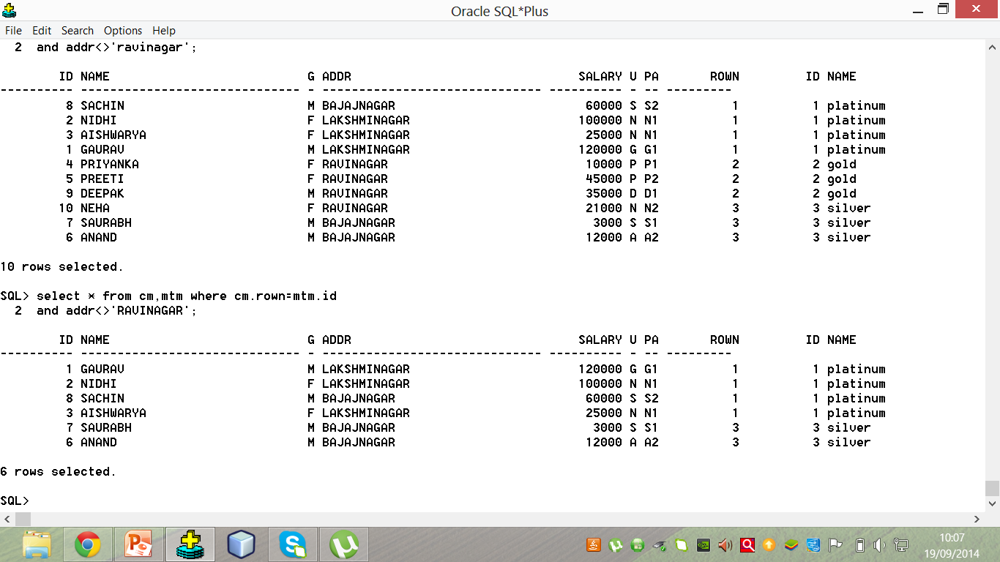 Oracle SQL*Plus
File Edit Search Options Help
  2  and addr<>'ravinagar';
        ID NAME                           G ADDR                               SALARY U PA       ROWN         ID NAME
---------- ------------------------------ - ------------------------------ ---------- - -- ----------
         8 SACHIN                         M BAJAJNAGAR                          60000 S S2          1          1 platinum
         2 NIDHI                          F LAKSHMINAGAR                       100000 N N1          1          1 platinum
         3 AISHWARYA                      F LAKSHMINAGAR                        25000 N N1          1          1 platinum
         1 GAURAV                         M LAKSHMINAGAR                       120000 G G1          1          1 platinum
         4 PRIYANKA                       F RAVINAGAR                           10000 P P1          2          2 gold
         5 PREETI                         F RAVINAGAR                           45000 P P2          2          2 gold
         9 DEEPAK                         M RAVINAGAR                           35000 D D1          2          2 gold
        10 NEHA                           F RAVINAGAR                           21000 N N2          3          3 silver
         7 SAURABH                        M BAJAJNAGAR                           3000 S S1          3          3 silver
         6 ANAND                          M BAJAJNAGAR                          12000 A A2          3          3 silver
10 rows selected.
SQL> select * from cm,mtm where cm.rown=mtm.id
  2  and addr<>'RAVINAGAR';
        ID NAME                           G ADDR                               SALARY U PA       ROWN         ID NAME
---------- ------------------------------ - ------------------------------ ---------- - -- ----------
         1 GAURAV                         M LAKSHMINAGAR                       120000 G G1          1          1 platinum
         2 NIDHI                          F LAKSHMINAGAR                       100000 N N1          1          1 platinum
         8 SACHIN                         M BAJAJNAGAR                          60000 S S2          1          1 platinum
         3 AISHWARYA                      F LAKSHMINAGAR                        25000 N N1          1          1 platinum
         7 SAURABH                        M BAJAJNAGAR                           3000 S S1          3          3 silver
         6 ANAND                          M BAJAJNAGAR                          12000 A A2          3          3 silver
6 rows selected.
SQL>
10:07
19/09/2014